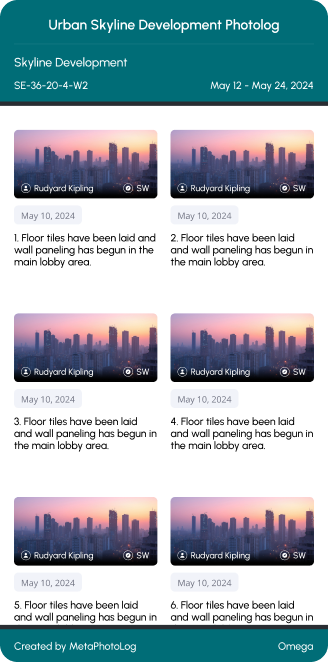 Urban Skyline Development Photolog
Skyline Development
SE-36-20-4-W2 May 12 - May 24, 2024
Rudyard Kipling SW
Rudyard Kipling SW
May 10, 2024
May 10, 2024
1. Floor tiles have been laid and
wall paneling has begun in the
main lobby area.
2. Floor tiles have been laid
and wall paneling has begun in
the main lobby area.
Rudyard Kipling SW
Rudyard Kipling SW
May 10, 2024
May 10, 2024
3. Floor tiles have been laid
and wall paneling has begun in
the main lobby area.
4. Floor tiles have been laid
and wall paneling has begun in
the main lobby area.
Rudyard Kipling SW
Rudyard Kipling SW
May 10, 2024
May 10, 2024
5. Floor tiles have been laid
and wall paneling has begun in
6. Floor tiles have been laid
and wall paneling has begun in
Created by MetaPhotoLog Omega